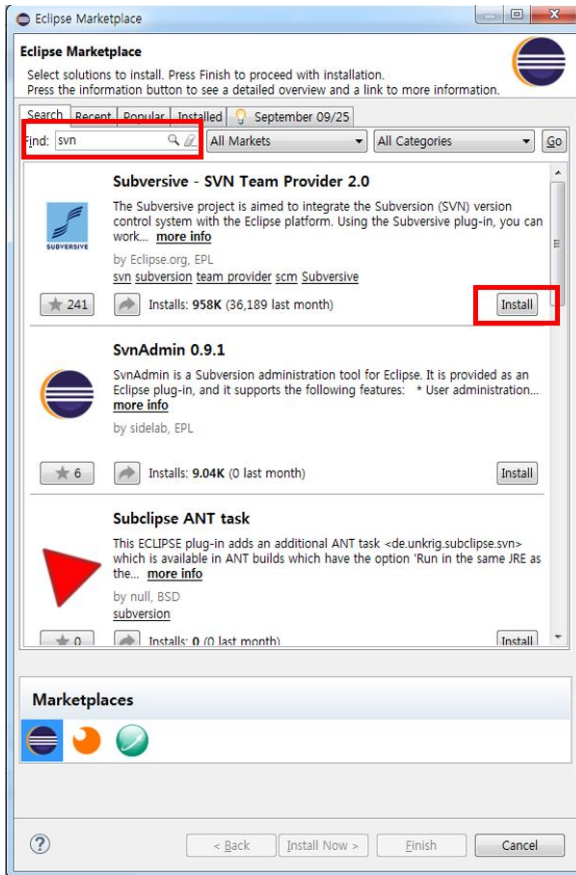 Eclipse Marketplace
Eclipse Marketplace
Select solutions to install. Press Finish to proceed with installation.
Press the information button to see a detailed overview and a link to more information.
Search Recent Popular Installed September 09/25
Find: svn All Markets All Categories Go
Subversive - SVN Team Provider 2.0
The Subversive project is aimed to integrate the Subversion (SVN) version
control system with the Eclipse platform. Using the Subversive plug-in, you can
work... more info
SUBVERSIVE
by Eclipse.org, EPL
svn subversion team provider scm Subversive
241 Installs: 958K (36,189 last month) Install
SvnAdmin 0.9.1
SvnAdmin is a Subversion administration tool for Eclipse. It is provided as an
Eclipse plug-in, and it supports the following features: * User administration...
more info
by sidelab, EPL
6 Installs: 9.04K (0 last month) Install
Subclipse ANT task
This ECLIPSE plug-in adds an additional ANT task <de.unkrig.subclipse.svn>
which is available in ANT builds which have the option 'Run in the same JRE as
the... more info
by null, BSD
subversion
0 Installs: 0 (0 last month) Install
Marketplaces
? < Back Install Now > Finish Cancel